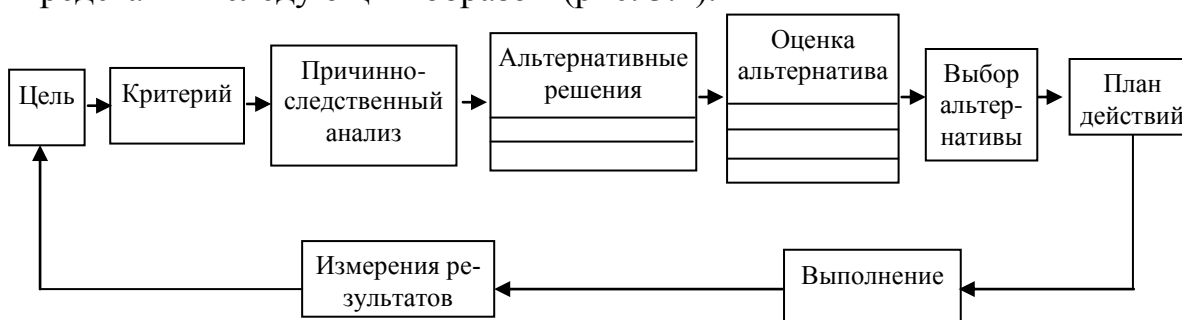 Цель
Критерий
Причинно-
следственный
анализ
Альтернативные
решения
Оценка
альтернатива
Выбор
альтер-
нативы
План
действий
Измерения ре-
зультатов
Выполнение